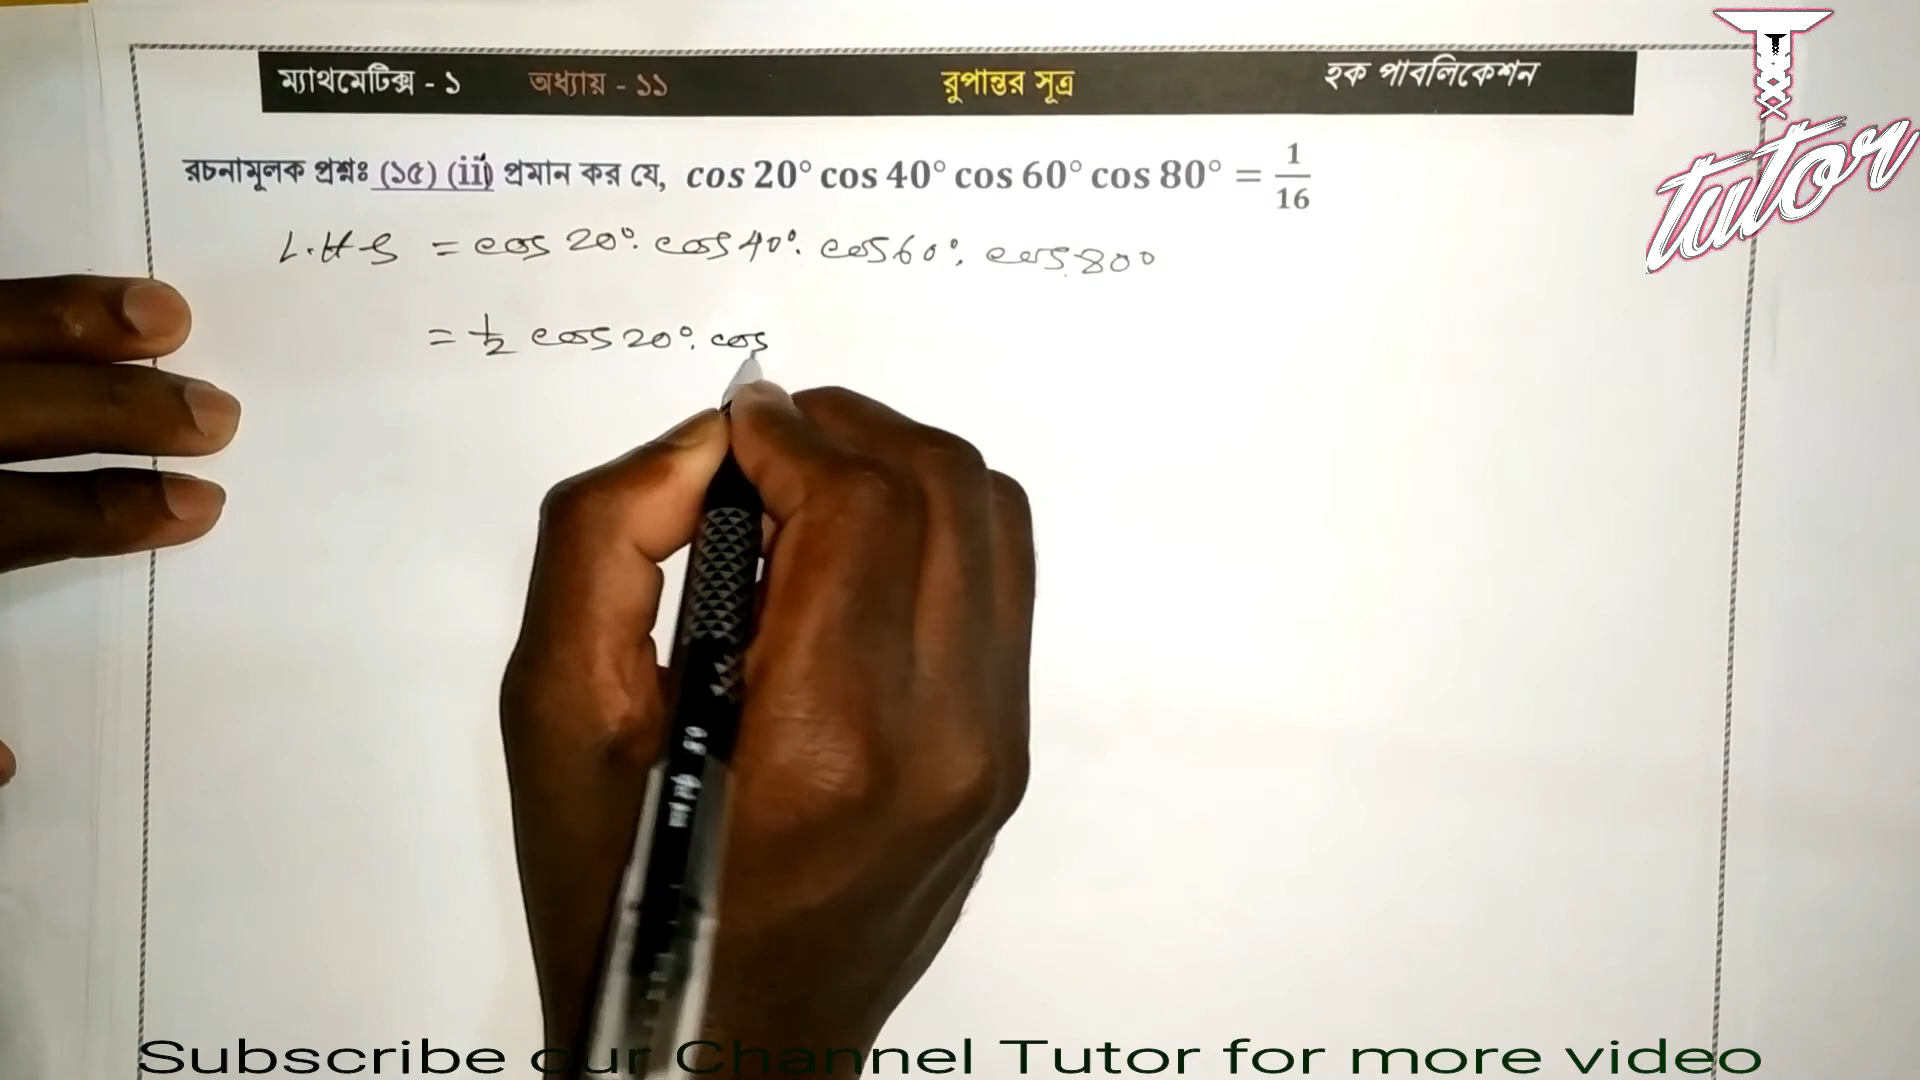 ম্যাথমেটিক্স - ১ অধ্যায় - ১১ রুপান্তর সূত্র হক পাবলিকেশন
T
tutor
রচনামূলক প্রশ্নঃ (১৫) (ii) প্রমান কর যে, cos 20° cos 40° cos 60° cos 80° = 1/16
L.H.S = cos 20°. cos 40°. cos 60°. cos 80°
= 1/2 cos 20°. cos
Subscribe our Channel Tutor for more video